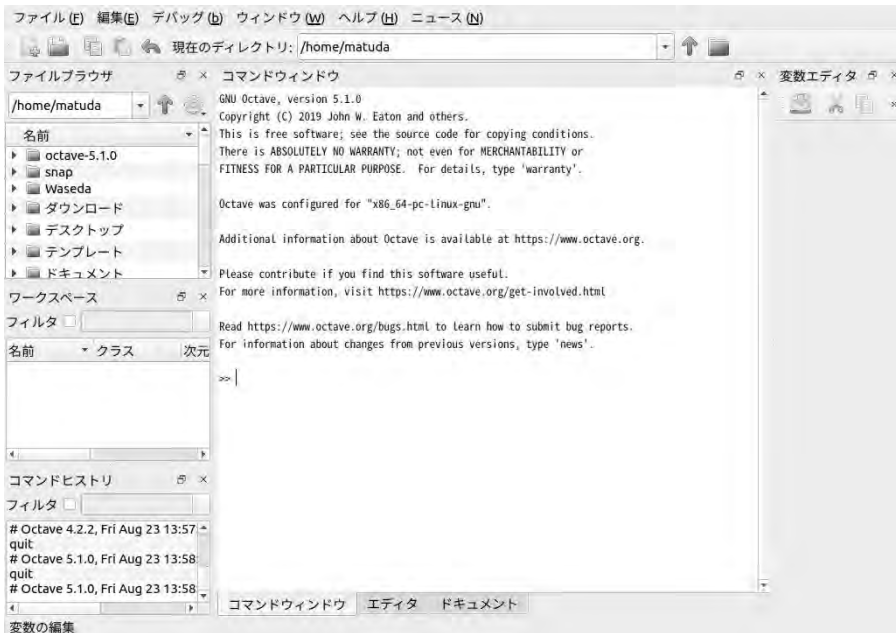 ファイル(F) 編集(E) デバッグ(b) ウィンドウ(W) ヘルプ(H) ニュース(N)
現在のディレクトリ: /home/matuda
ファイルブラウザ
/home/matuda
名前
octave-5.1.0
snap
Waseda
ダウンロード
デスクトップ
テンプレート
ドキュメント
ワークスペース
フィルタ
名前 クラス 次元
コマンドヒストリ
フィルタ
# Octave 4.2.2, Fri Aug 23 13:57
quit
# Octave 5.1.0, Fri Aug 23 13:58
quit
# Octave 5.1.0, Fri Aug 23 13:58
変数の編集
コマンドウィンドウ
GNU Octave, version 5.1.0
Copyright (C) 2019 John W. Eaton and others.
This is free software; see the source code for copying conditions.
There is ABSOLUTELY NO WARRANTY; not even for MERCHANTABILITY or
FITNESS FOR A PARTICULAR PURPOSE.  For details, type 'warranty'.
Octave was configured for "x86_64-pc-linux-gnu".
Additional information about Octave is available at https://www.octave.org.
Please contribute if you find this software useful.
For more information, visit https://www.octave.org/get-involved.html
Read https://www.octave.org/bugs.html to learn how to submit bug reports.
For information about changes from previous versions, type 'news'.
>>
コマンドウィンドウ エディタ ドキュメント
変数エディタ